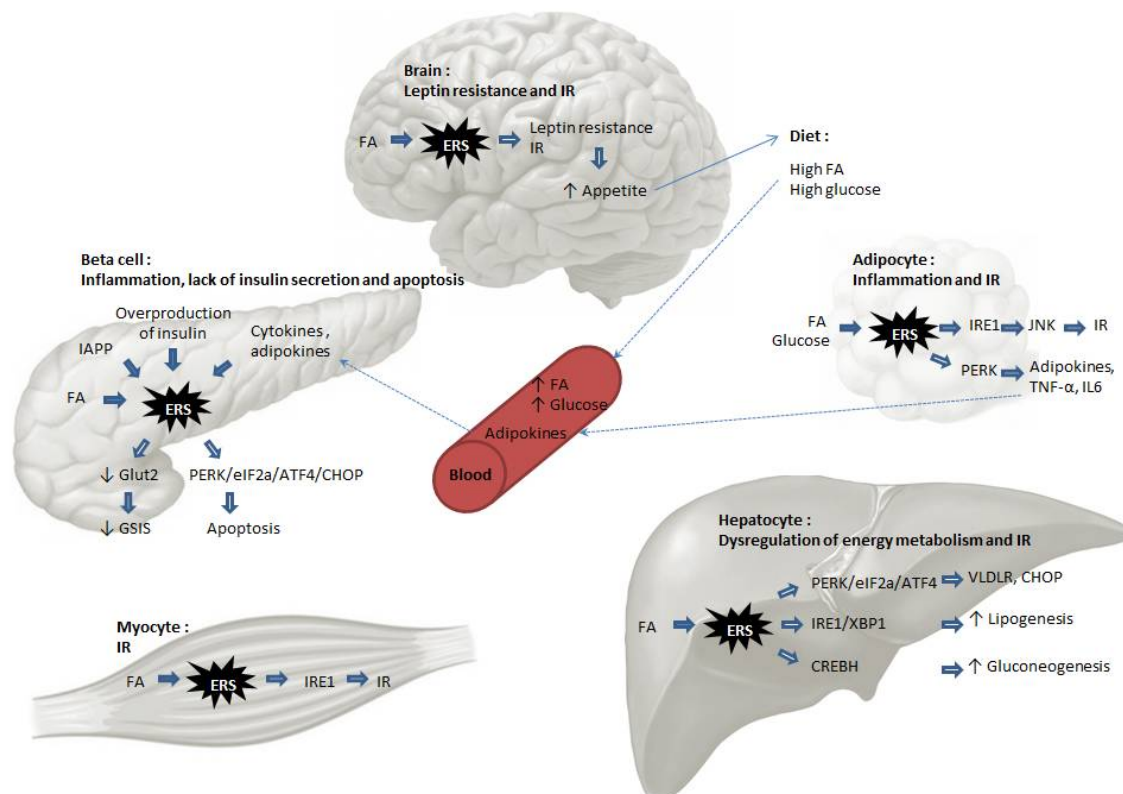 Brain :
Leptin resistance and IR
FA
ERS
Leptin resistance
IR
↑ Appetite
Diet :
High FA
High glucose
Beta cell :
Inflammation, lack of insulin secretion and apoptosis
Overproduction
of insulin
Cytokines ,
adipokines
IAPP
FA
ERS
↓ Glut2
PERK/eIF2a/ATF4/CHOP
↓ GSIS
Apoptosis
↑ FA
↑ Glucose
Adipokines
Blood
Adipocyte :
Inflammation and IR
FA
Glucose
ERS
IRE1
JNK
IR
PERK
Adipokines,
TNF-α, IL6
Hepatocyte :
Dysregulation of energy metabolism and IR
FA
ERS
PERK/eIF2a/ATF4
VLDLR, CHOP
IRE1/XBP1
↑ Lipogenesis
CREBH
↑ Gluconeogenesis
Myocyte :
IR
FA
ERS
IRE1
IR